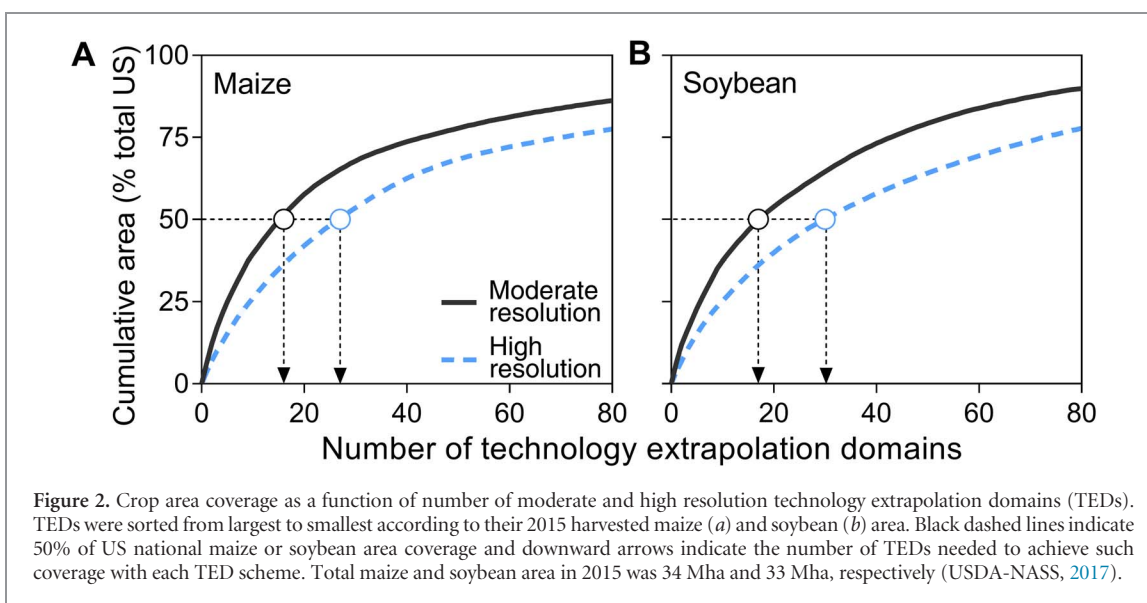 A
B
Maize
Soybean
Cumulative area (% total US)
100
75
50
25
0
Moderate
resolution
High
resolution
0 20 40 60 80
0 20 40 60 80
Number of technology extrapolation domains
Figure 2. Crop area coverage as a function of number of moderate and high resolution technology extrapolation domains (TEDs).
TEDs were sorted from largest to smallest according to their 2015 harvested maize (a) and soybean (b) area. Black dashed lines indicate
50% of US national maize or soybean area coverage and downward arrows indicate the number of TEDs needed to achieve such
coverage with each TED scheme. Total maize and soybean area in 2015 was 34 Mha and 33 Mha, respectively (USDA-NASS, 2017).